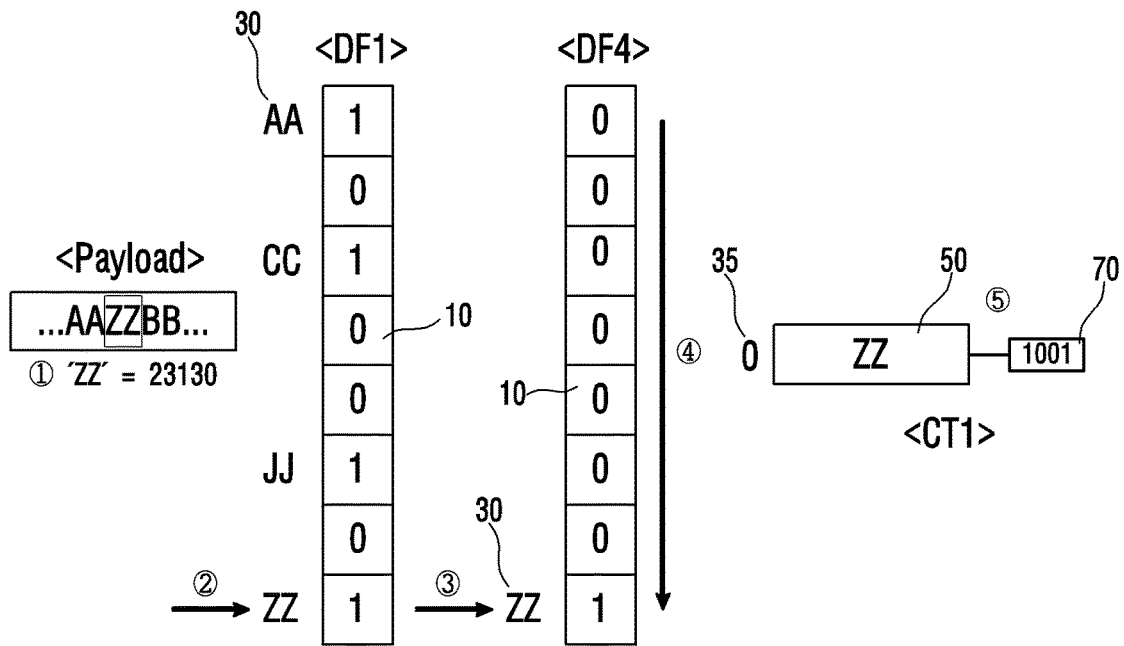 30
<DF1>
<DF4>
AA 1 0
0 0
<Payload>
CC 1 0
35
50
⑤
70
...AAZZBB...
0 10 0
④
0 ZZ 1001
① ´ZZ´ = 23130
0 10 0
<CT1>
JJ 1 0
30
0 0
② ZZ 1 ③ ZZ 1